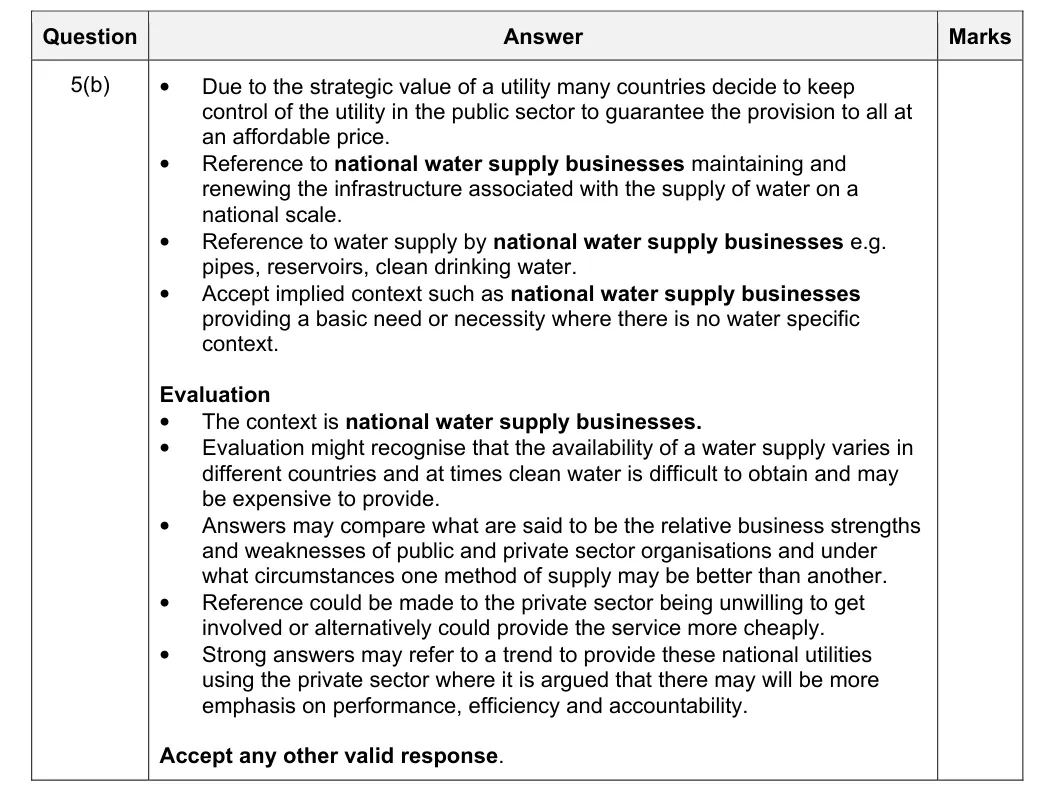 Question Answer Marks
5(b)
• Due to the strategic value of a utility many countries decide to keep
control of the utility in the public sector to guarantee the provision to all at
an affordable price.
• Reference to national water supply businesses maintaining and
renewing the infrastructure associated with the supply of water on a
national scale.
• Reference to water supply by national water supply businesses e.g.
pipes, reservoirs, clean drinking water.
• Accept implied context such as national water supply businesses
providing a basic need or necessity where there is no water specific
context.
Evaluation
• The context is national water supply businesses.
• Evaluation might recognise that the availability of a water supply varies in
different countries and at times clean water is difficult to obtain and may
be expensive to provide.
• Answers may compare what are said to be the relative business strengths
and weaknesses of public and private sector organisations and under
what circumstances one method of supply may be better than another.
• Reference could be made to the private sector being unwilling to get
involved or alternatively could provide the service more cheaply.
• Strong answers may refer to a trend to provide these national utilities
using the private sector where it is argued that there may will be more
emphasis on performance, efficiency and accountability.
Accept any other valid response.